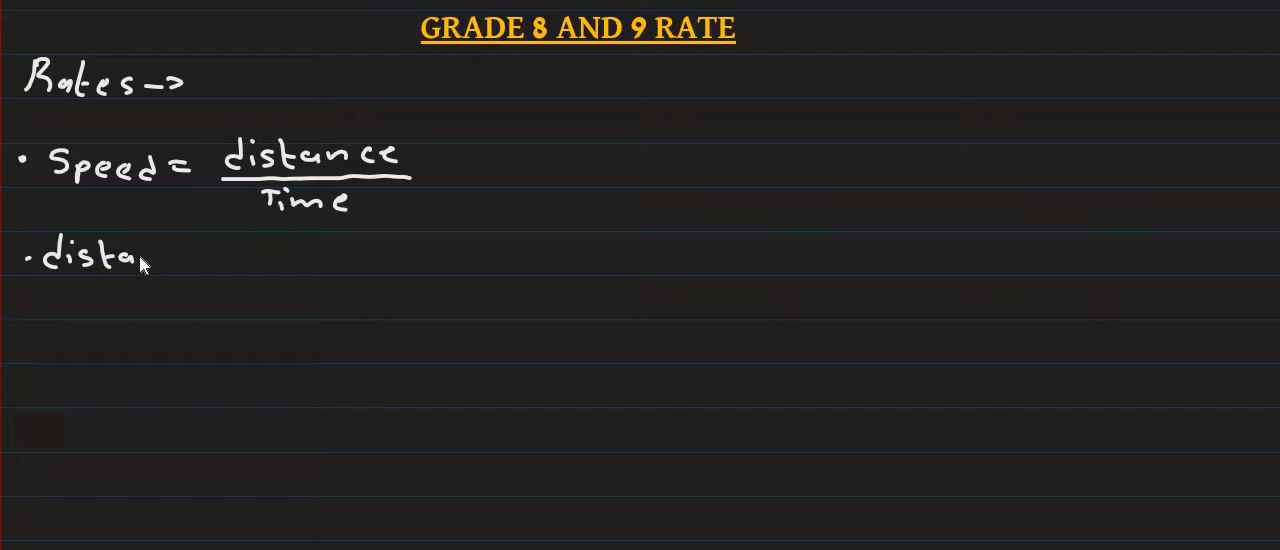 GRADE 8 AND 9 RATE
Rates ->
• Speed = distance
Time
• dista